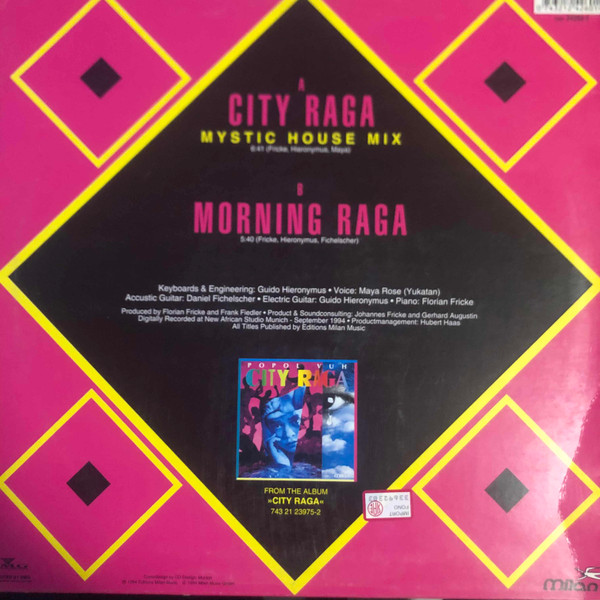 A
CITY RAGA
MYSTIC HOUSE MIX
6:41 (Fricke, Hieronymus, Maya)
B
MORNING RAGA
5:40 (Fricke, Hieronymus, Fichelscher)
Keyboards & Engineering: Guido Hieronymus • Voice: Maya Rose (Yukatan)
Accustic Guitar: Daniel Fichelscher • Electric Guitar: Guido Hieronymus • Piano: Florian Fricke
Produced by Florian Fricke and Frank Fiedler • Product & Soundconsulting: Johannes Fricke and Gerhard Augustin
Digitally Recorded at New African Studio Munich - September 1994 • Productmanagement: Hubert Haas
All Titles Published by Editions Milan Music
POPOL VUH
CITY RAGA
FROM THE ALBUM
»CITY RAGA«
743 21 23975-2
IMPORT
FONO
BMG
milan